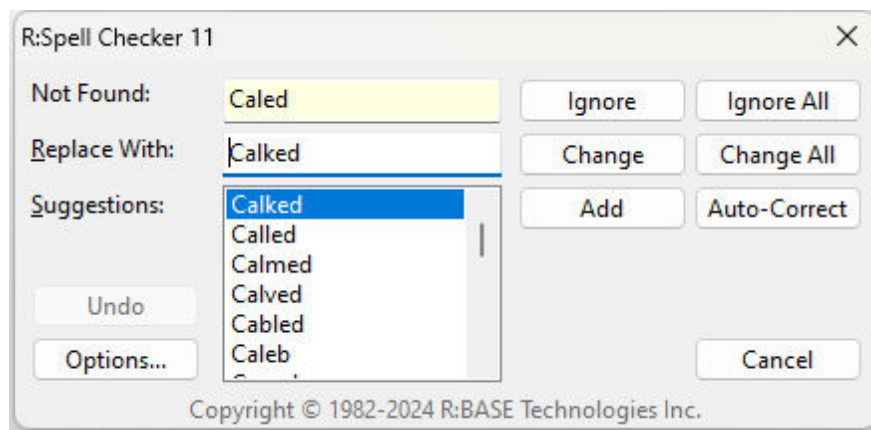 R:Spell Checker 11
Not Found: Caled Ignore Ignore All
Replace With: Calked Change Change All
Suggestions: Calked Add Auto-Correct
Called
Calmed
Calved
Undo Cabled
Options... Caleb Cancel
Copyright © 1982-2024 R:BASE Technologies Inc.